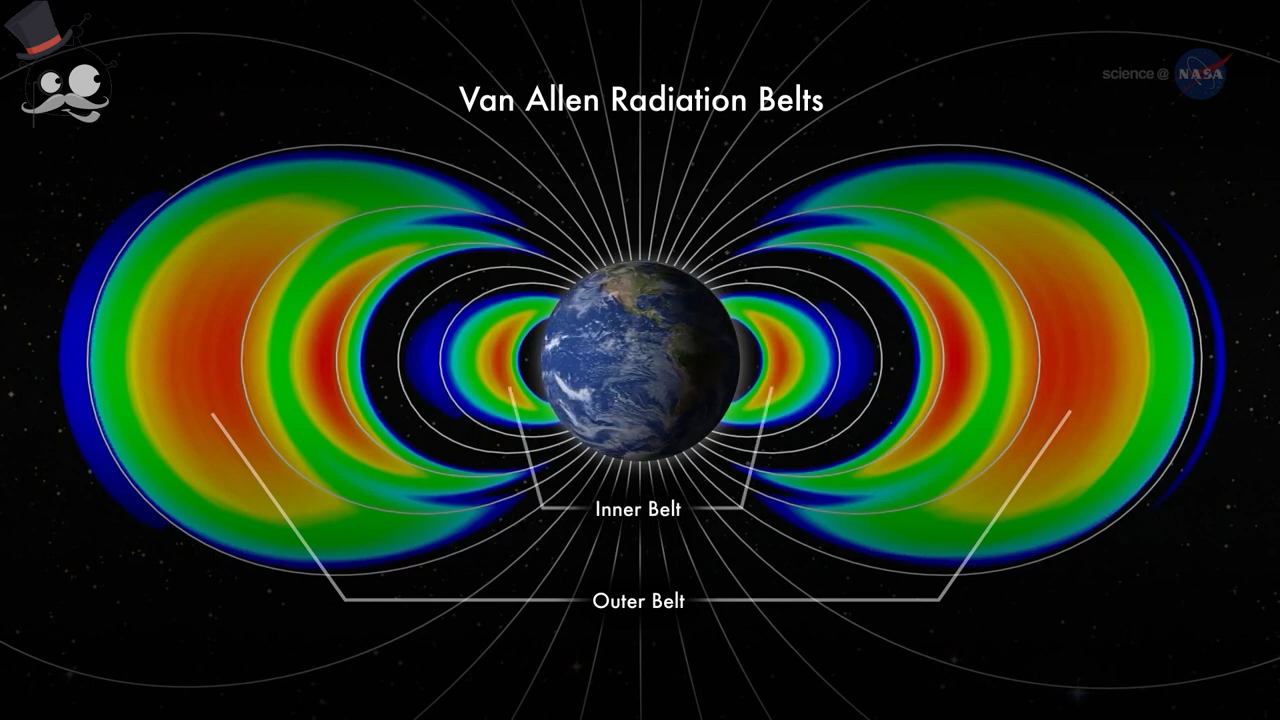 science @ NASA
Van Allen Radiation Belts
Inner Belt
Outer Belt